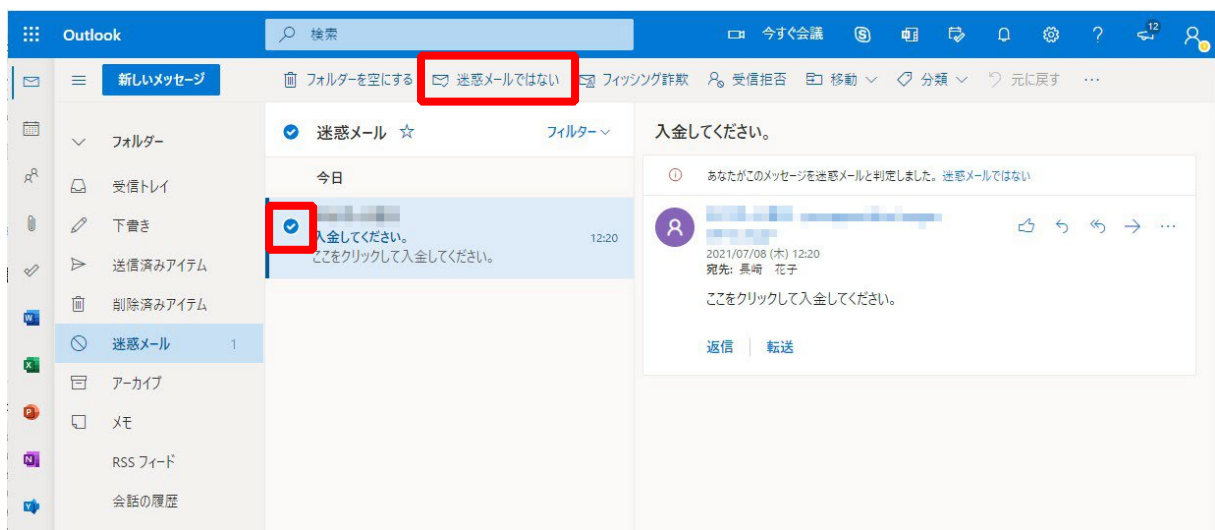 Outlook
検索
今すぐ会議
12
新しいメッセージ
フォルダーを空にする 迷惑メールではない フィッシング詐欺 受信拒否 移動 分類 元に戻す …
フォルダー
受信トレイ
下書き
送信済みアイテム
削除済みアイテム
迷惑メール 1
アーカイブ
メモ
RSS フィード
会話の履歴
迷惑メール ☆ フィルター
今日
入金してください。 12:20
ここをクリックして入金してください。
入金してください。
あなたがこのメッセージを迷惑メールと判定しました。迷惑メールではない
2021/07/08 (木) 12:20
宛先: 長崎 花子
ここをクリックして入金してください。
返信 転送